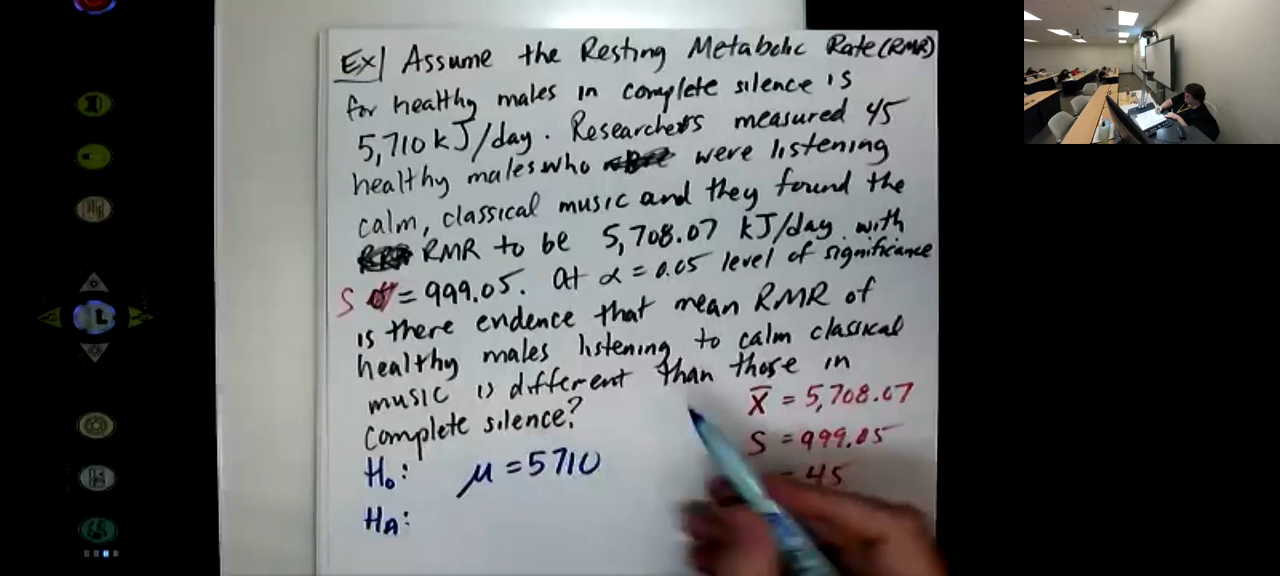 Ex| Assume the Resting Metabolic Rate (RMR)
for healthy males in complete silence is
5,710 kJ/day. Researchers measured 45
healthy males who were listening
calm, classical music and they found the
RMR to be 5,708.07 kJ/day with
S = 999.05. At α = 0.05 level of significance
is there evidence that mean RMR of
healthy males listening to calm classical
music is different than those in
complete silence?
x̄ = 5,708.07
S = 999.05
= 45
H₀: μ = 5710
HA: